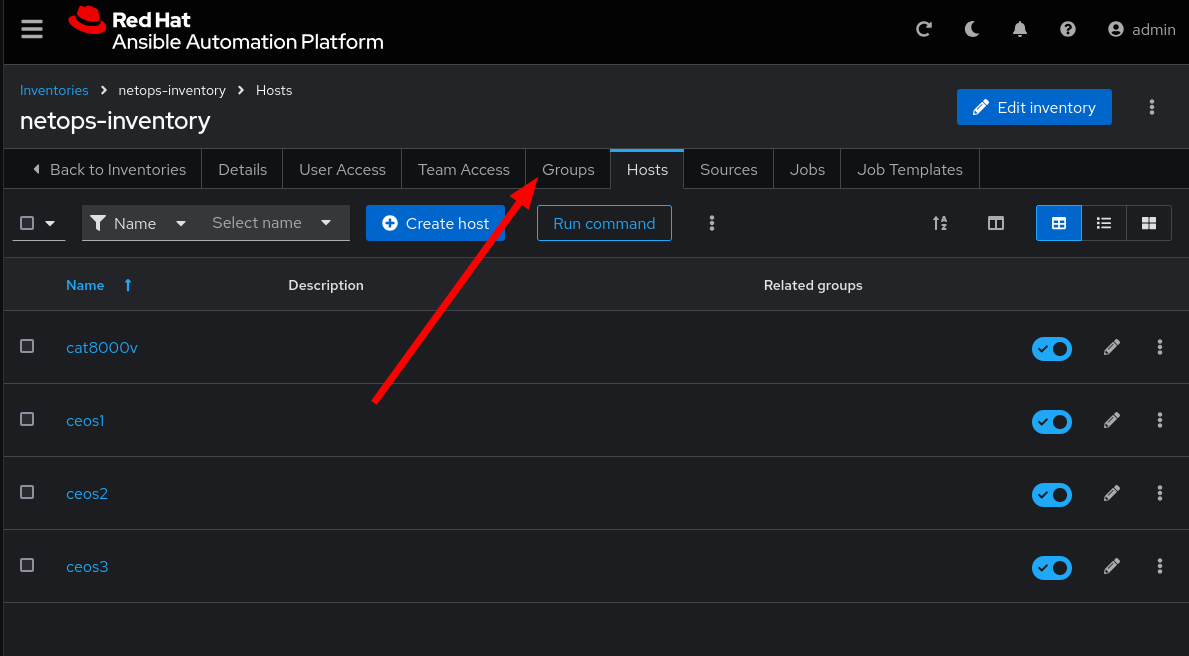 Red Hat
Ansible Automation Platform
admin
Inventories netops-inventory Hosts
netops-inventory
Edit inventory
Back to Inventories Details User Access Team Access Groups Hosts Sources Jobs Job Templates
Name Select name Create host Run command
Name Description Related groups
cat8000v
ceos1
ceos2
ceos3